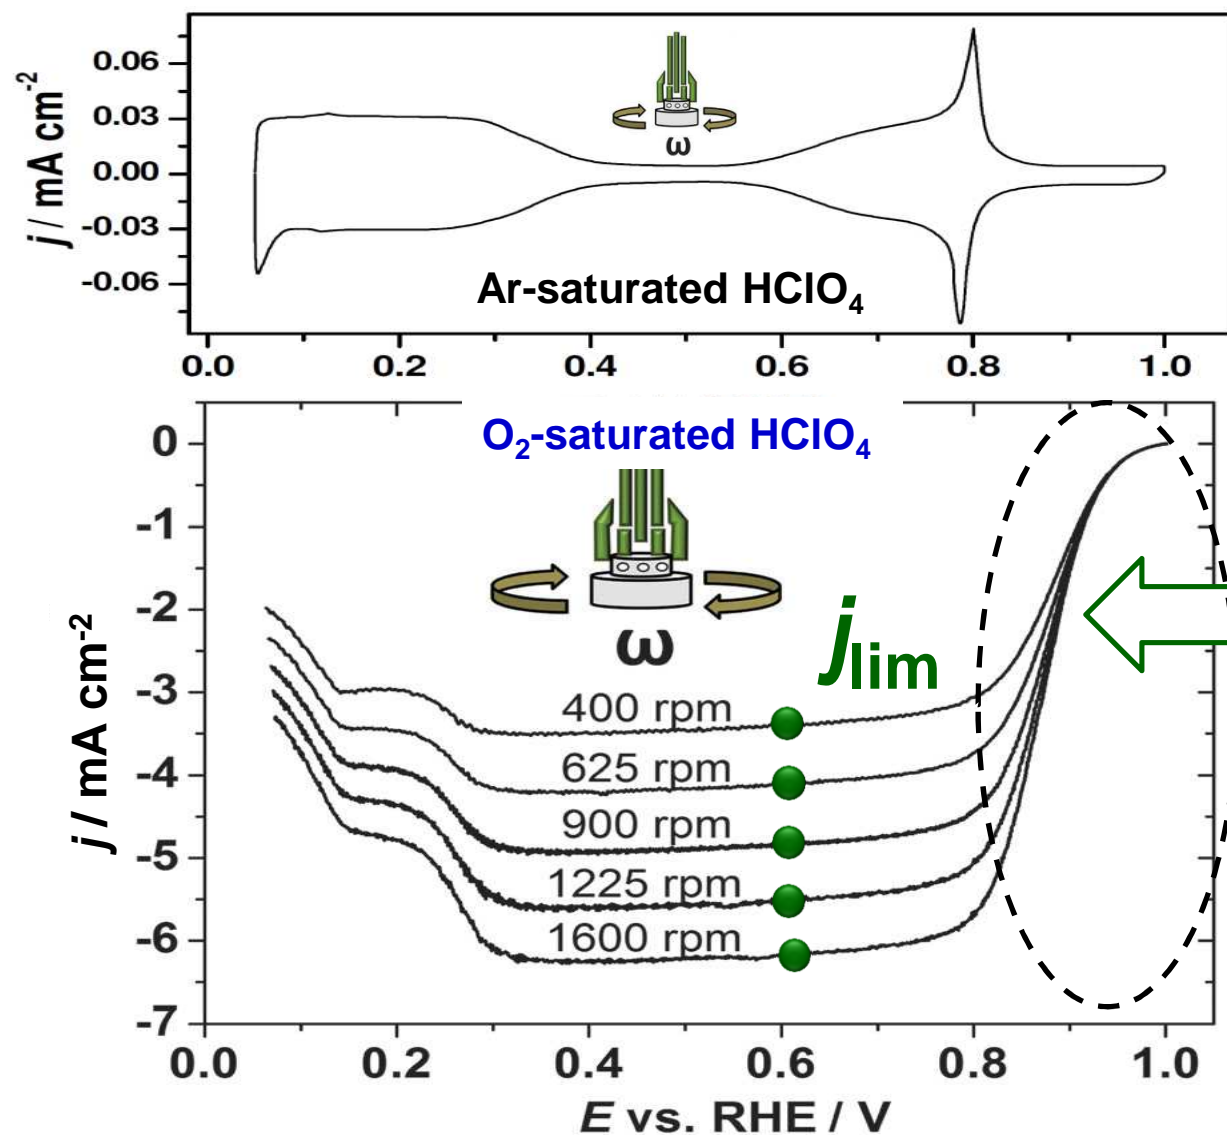 j / mA cm-2
0.06
0.03
0.00
-0.03
-0.06
ω
Ar-saturated HClO4
0.0 0.2 0.4 0.6 0.8 1.0
O2-saturated HClO4
j / mA cm-2
0
-1
-2
-3
-4
-5
-6
-7
ω
jlim
400 rpm
625 rpm
900 rpm
1225 rpm
1600 rpm
0.0 0.2 0.4 0.6 0.8 1.0
E vs. RHE / V